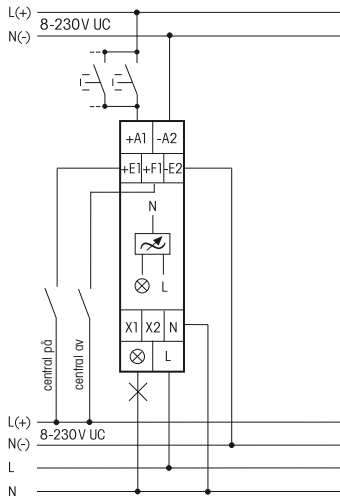 L(+)
8-230V UC
N(-)
+A1 -A2
+E1 +F1 -E2
N
L
X1 X2 N
L
central på
central av
L(+)
8-230V UC
N(-)
L
N